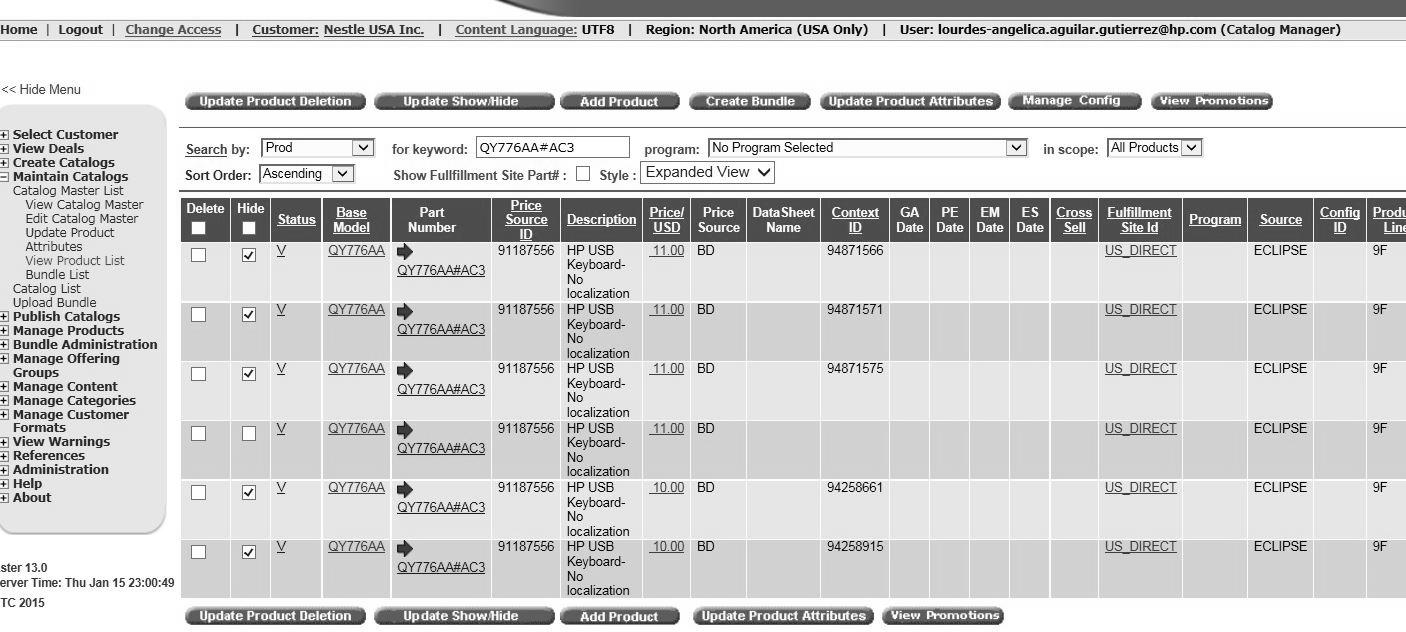 Home | Logout | Change Access | Customer: Nestle USA Inc. | Content Language: UTF8 | Region: North America (USA Only) | User: lourdes-angelica.aguilar.gutierrez@hp.com (Catalog Manager)
<< Hide Menu
Select Customer
View Deals
Create Catalogs
Maintain Catalogs
Catalog Master List
View Catalog Master
Edit Catalog Master
Update Product
Attributes
View Product List
Bundle List
Catalog List
Upload Bundle
Publish Catalogs
Manage Products
Bundle Administration
Manage Offering
Groups
Manage Content
Manage Categories
Manage Customer
Formats
View Warnings
References
Administration
Help
About
ster 13.0
erver Time: Thu Jan 15 23:00:49
TC 2015
Update Product Deletion Update Show/Hide Add Product Create Bundle Update Product Attributes Manage Config View Promotions
Search by: Prod for keyword: QY776AA#AC3 program: No Program Selected in scope: All Products
Sort Order: Ascending Show Fullfillment Site Part# : Style : Expanded View
Delete Hide Status Base Model Part Number Price Source ID Description Price/ USD Price Source DataSheet Name Context ID GA Date PE Date EM Date ES Date Cross Sell Fulfillment Site Id Program Source Config ID Produ Line
V QY776AA 91187556 HP USB 11.00 BD 94871566 US_DIRECT ECLIPSE 9F
QY776AA#AC3 Keyboard-
No
localization
V QY776AA 91187556 HP USB 11.00 BD 94871571 US_DIRECT ECLIPSE 9F
QY776AA#AC3 Keyboard-
No
localization
V QY776AA 91187556 HP USB 11.00 BD 94871575 US_DIRECT ECLIPSE 9F
QY776AA#AC3 Keyboard-
No
localization
V QY776AA 91187556 HP USB 11.00 BD US_DIRECT ECLIPSE 9F
QY776AA#AC3 Keyboard-
No
localization
V QY776AA 91187556 HP USB 10.00 BD 94258661 US_DIRECT ECLIPSE 9F
QY776AA#AC3 Keyboard-
No
localization
V QY776AA 91187556 HP USB 10.00 BD 94258915 US_DIRECT ECLIPSE 9F
QY776AA#AC3 Keyboard-
No
localization
Update Product Deletion Update Show/Hide Add Product Update Product Attributes View Promotions